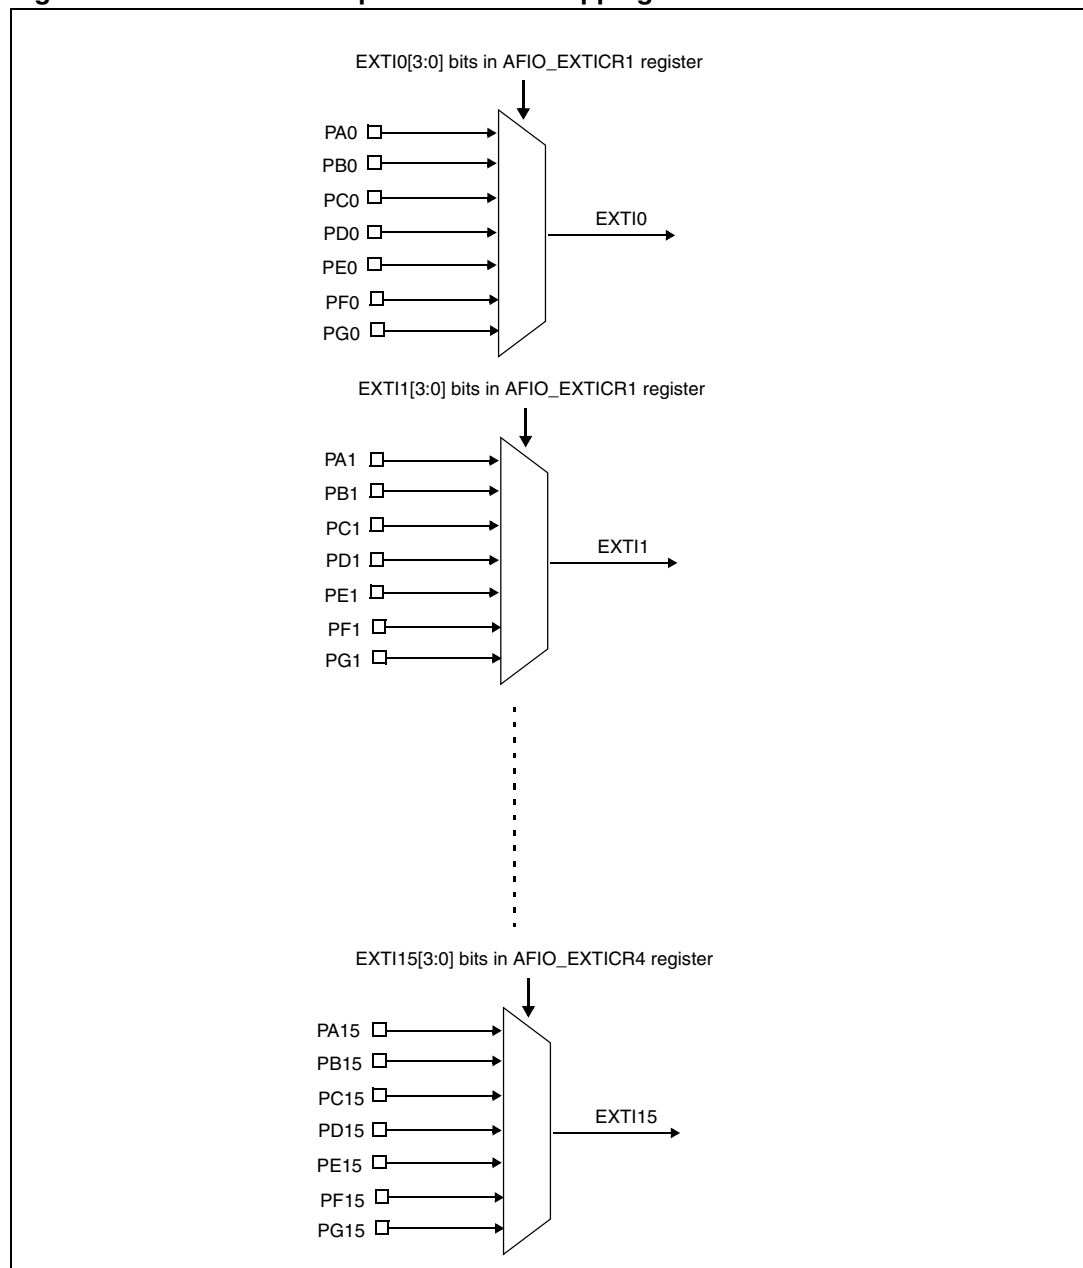 EXTI0[3:0] bits in AFIO_EXTICR1 register
PA0
PB0
PC0
PD0
EXTI0
PE0
PF0
PG0
EXTI1[3:0] bits in AFIO_EXTICR1 register
PA1
PB1
PC1
PD1
EXTI1
PE1
PF1
PG1
EXTI15[3:0] bits in AFIO_EXTICR4 register
PA15
PB15
PC15
PD15
EXTI15
PE15
PF15
PG15